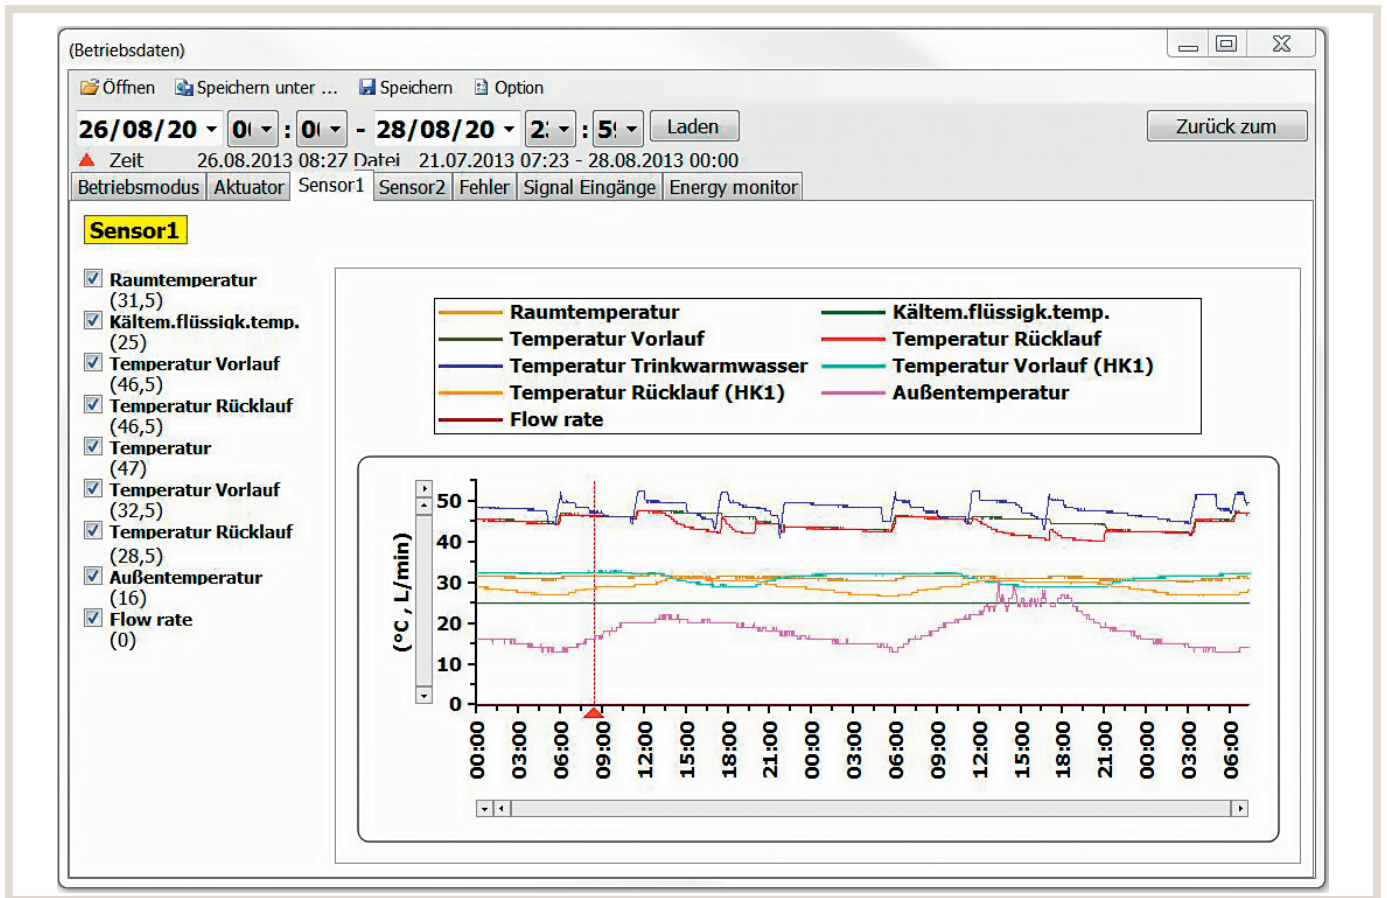 (Betriebsdaten)
Öffnen Speichern unter ... Speichern Option
26/08/20 : - 28/08/20 : Laden Zurück zum
Zeit 26.08.2013 08:27 Datei 21.07.2013 07:23 - 28.08.2013 00:00
Betriebsmodus Aktuator Sensor1 Sensor2 Fehler Signal Eingänge Energy monitor
Sensor1
Raumtemperatur
(31,5)
Kältem.flüssigk.temp.
(25)
Temperatur Vorlauf
(46,5)
Temperatur Rücklauf
(46,5)
Temperatur
(47)
Temperatur Vorlauf
(32,5)
Temperatur Rücklauf
(28,5)
Außentemperatur
(16)
Flow rate
(0)
Raumtemperatur Kältem.flüssigk.temp.
Temperatur Vorlauf Temperatur Rücklauf
Temperatur Trinkwarmwasser Temperatur Vorlauf (HK1)
Temperatur Rücklauf (HK1) Außentemperatur
Flow rate
(°C , L/min)
50
40
30
20
10
0
00:00 03:00 06:00 09:00 12:00 15:00 18:00 21:00 00:00 03:00 06:00 09:00 12:00 15:00 18:00 21:00 00:00 03:00 06:00